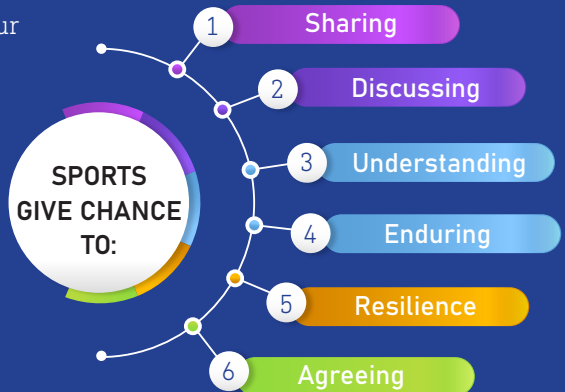 ur
1 Sharing
2 Discussing
3 Understanding
SPORTS
GIVE CHANCE
TO:
4 Enduring
5 Resilience
6 Agreeing